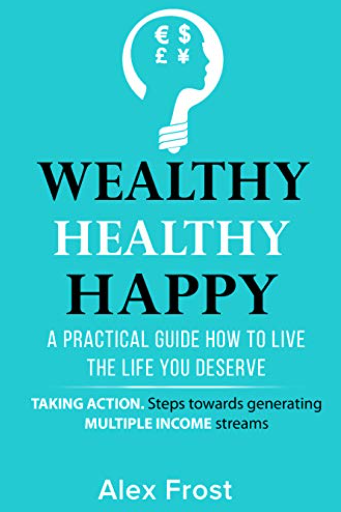 € $
£ ¥
WEALTHY
HEALTHY
HAPPY
A PRACTICAL GUIDE HOW TO LIVE
THE LIFE YOU DESERVE
TAKING ACTION. Steps towards generating
MULTIPLE INCOME streams
Alex Frost